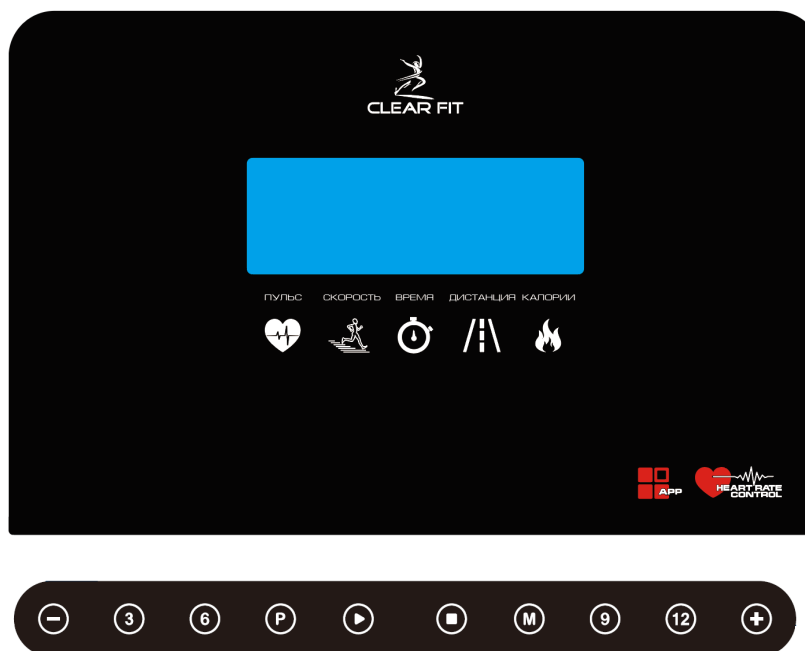 CLEAR FIT
ПУЛЬС СКОРОСТЬ ВРЕМЯ ДИСТАНЦИЯ КАЛОРИИ
APP
HEART RATE
CONTROL
3 6 P M 9 12